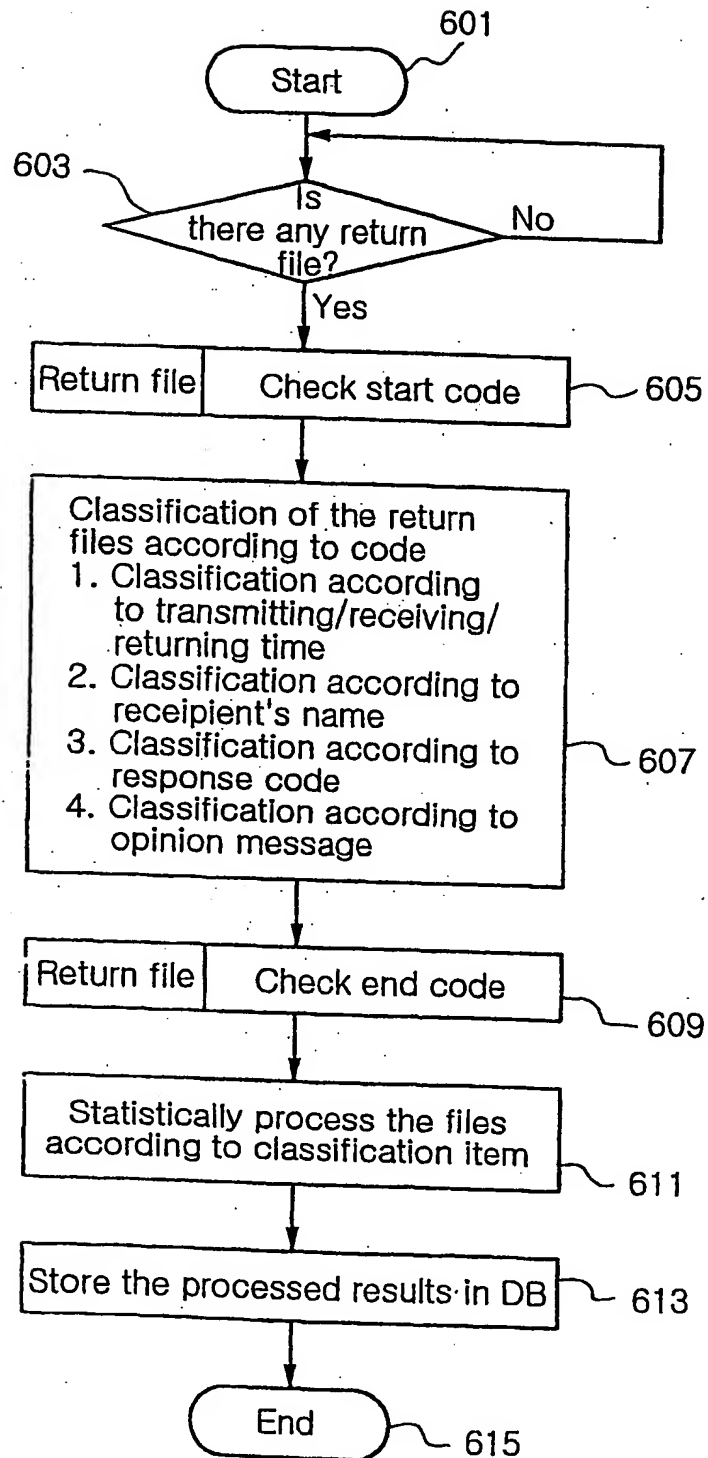 601
Start
603
Is
there any return
file?
No
Yes
Return file
Check start code
605
Classification of the return
files according to code
1. Classification according
to transmitting/receiving/
returning time
2. Classification according to
receipient's name
3. Classification according to
response code
4. Classification according to
opinion message
607
Return file
Check end code
609
Statistically process the files
according to classification item
611
Store the processed results in DB
613
End
615